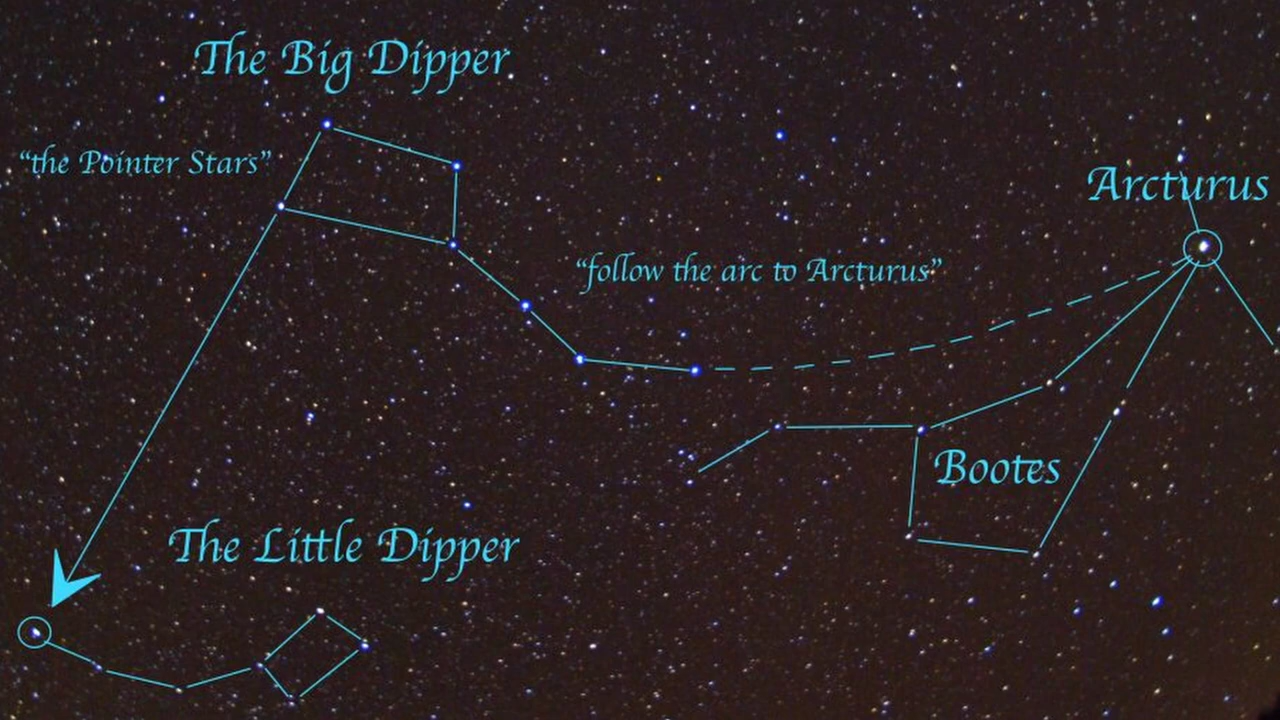 The Big Dipper
"the Pointer Stars"
Arcturus
"follow the arc to Arcturus"
Bootes
The Little Dipper